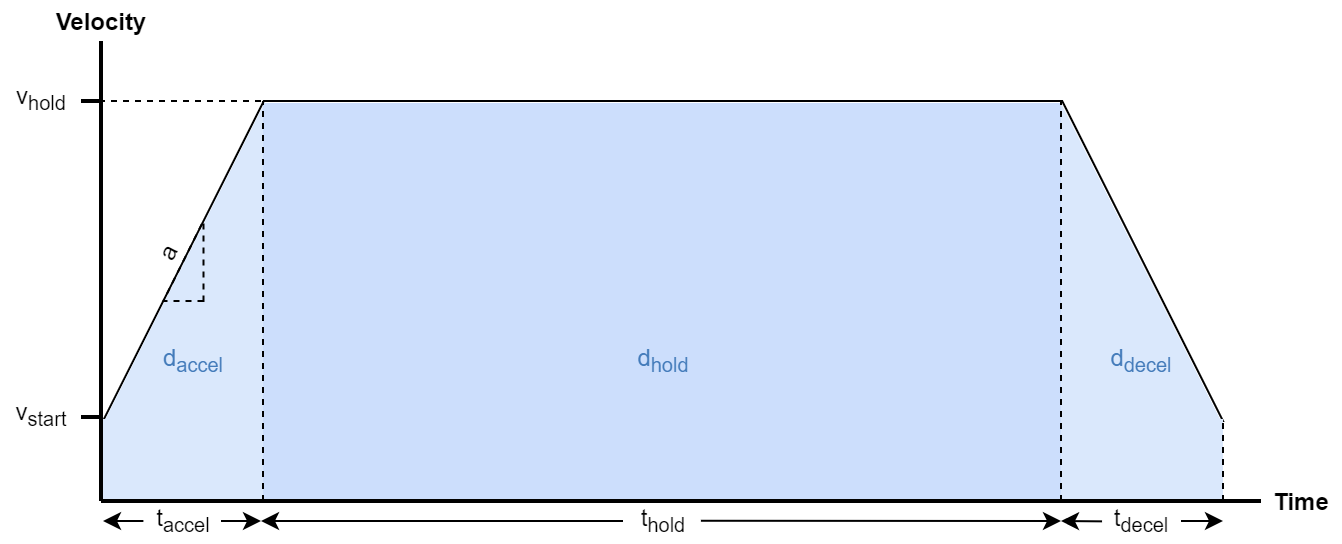 Velocity
vhold
a
daccel
dhold
ddecel
vstart
Time
taccel
thold
tdecel